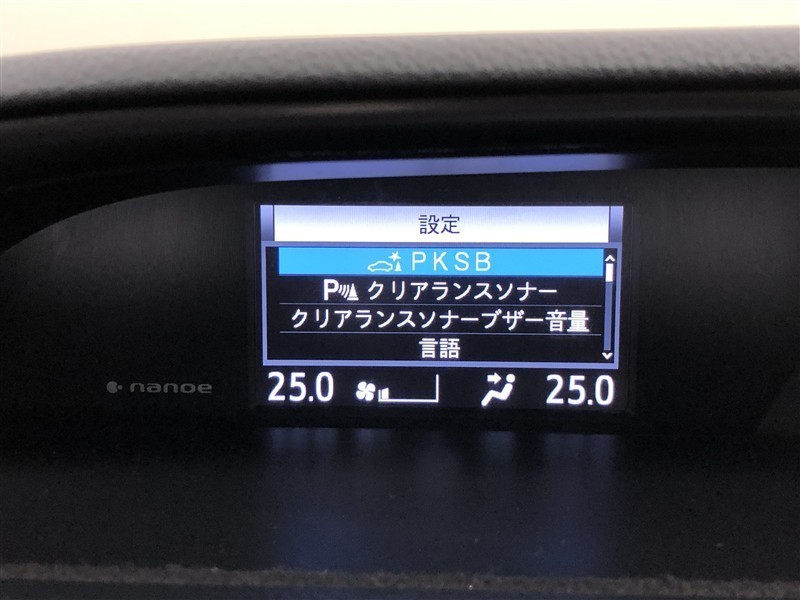 設定
PKSB
P クリアランスソナー
クリアランスソナーブザー音量
言語
nanoe
25.0 25.0